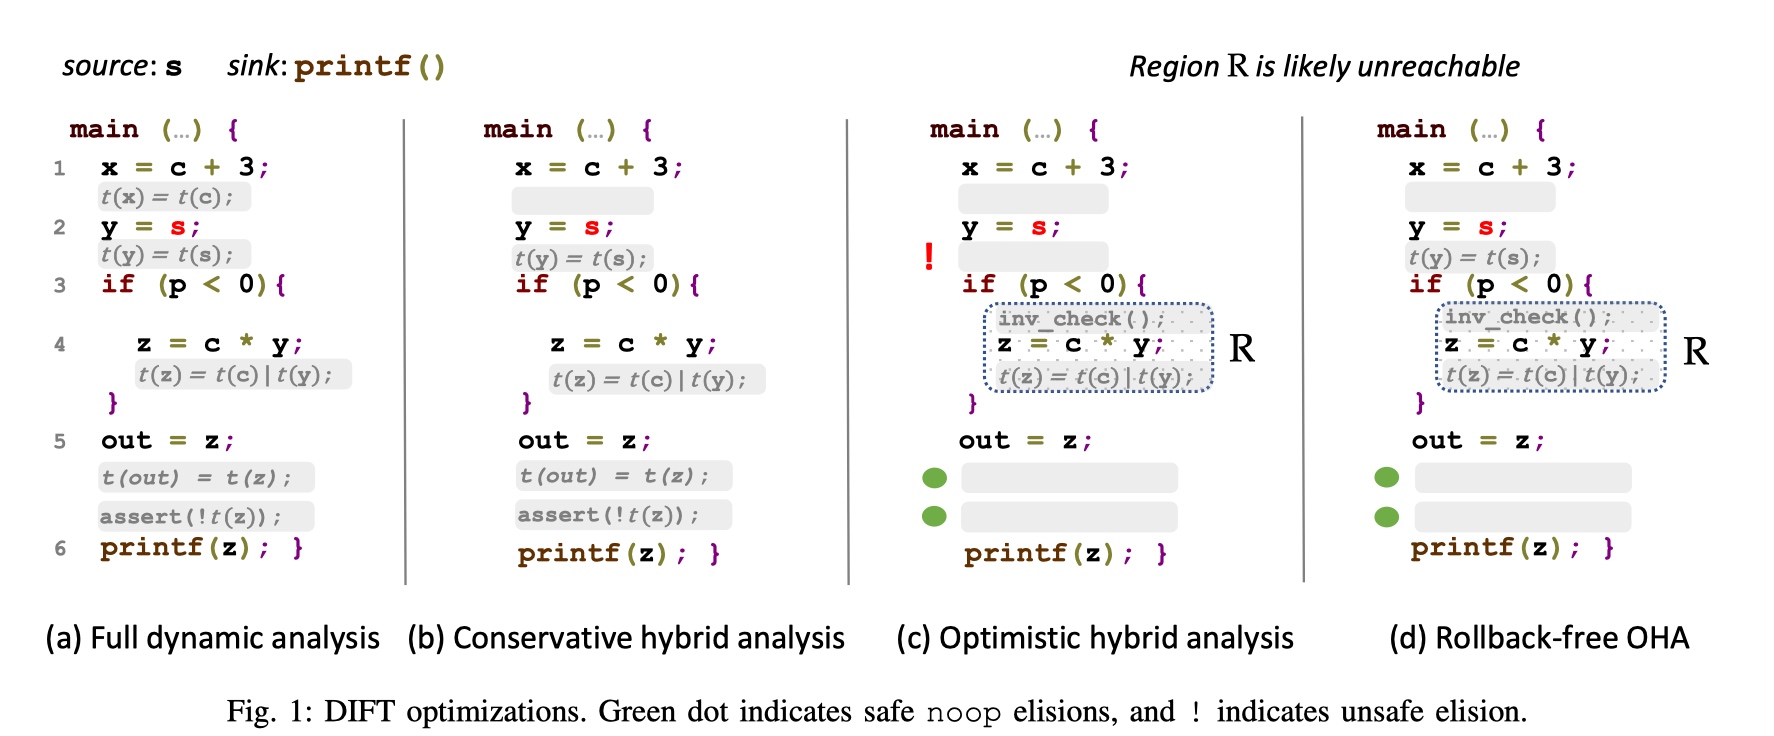 source: s sink: printf()
Region ℝ is likely unreachable
main (…) {
1 x = c + 3;
t(x) = t(c);
2 y = s;
t(y) = t(s);
3 if (p < 0){
4 z = c * y;
t(z) = t(c)|t(y);
}
5 out = z;
t(out) = t(z);
assert(!t(z));
6 printf(z); }
(a) Full dynamic analysis
main (…) {
x = c + 3;
y = s;
t(y) = t(s);
if (p < 0){
z = c * y;
t(z) = t(c)|t(y);
}
out = z;
t(out) = t(z);
assert(!t(z));
printf(z); }
(b) Conservative hybrid analysis
main (…) {
x = c + 3;
y = s;
!
if (p < 0){
inv_check();
z = c * y; ℝ
t(z) = t(c)|t(y);
}
out = z;
printf(z); }
(c) Optimistic hybrid analysis
main (…) {
x = c + 3;
y = s;
t(y) = t(s);
if (p < 0){
inv_check();
z = c * y; ℝ
t(z) = t(c)|t(y);
}
out = z;
printf(z); }
(d) Rollback-free OHA
Fig. 1: DIFT optimizations. Green dot indicates safe noop elisions, and ! indicates unsafe elision.